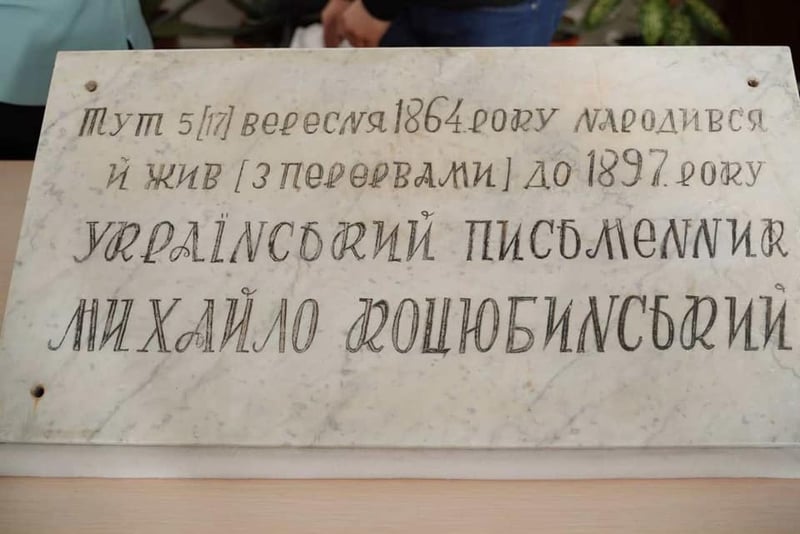 Тут 5 [17] вересня 1864. року народився
й жив [з перервами] до 1897. року
український письменник
Михайло Коцюбинський